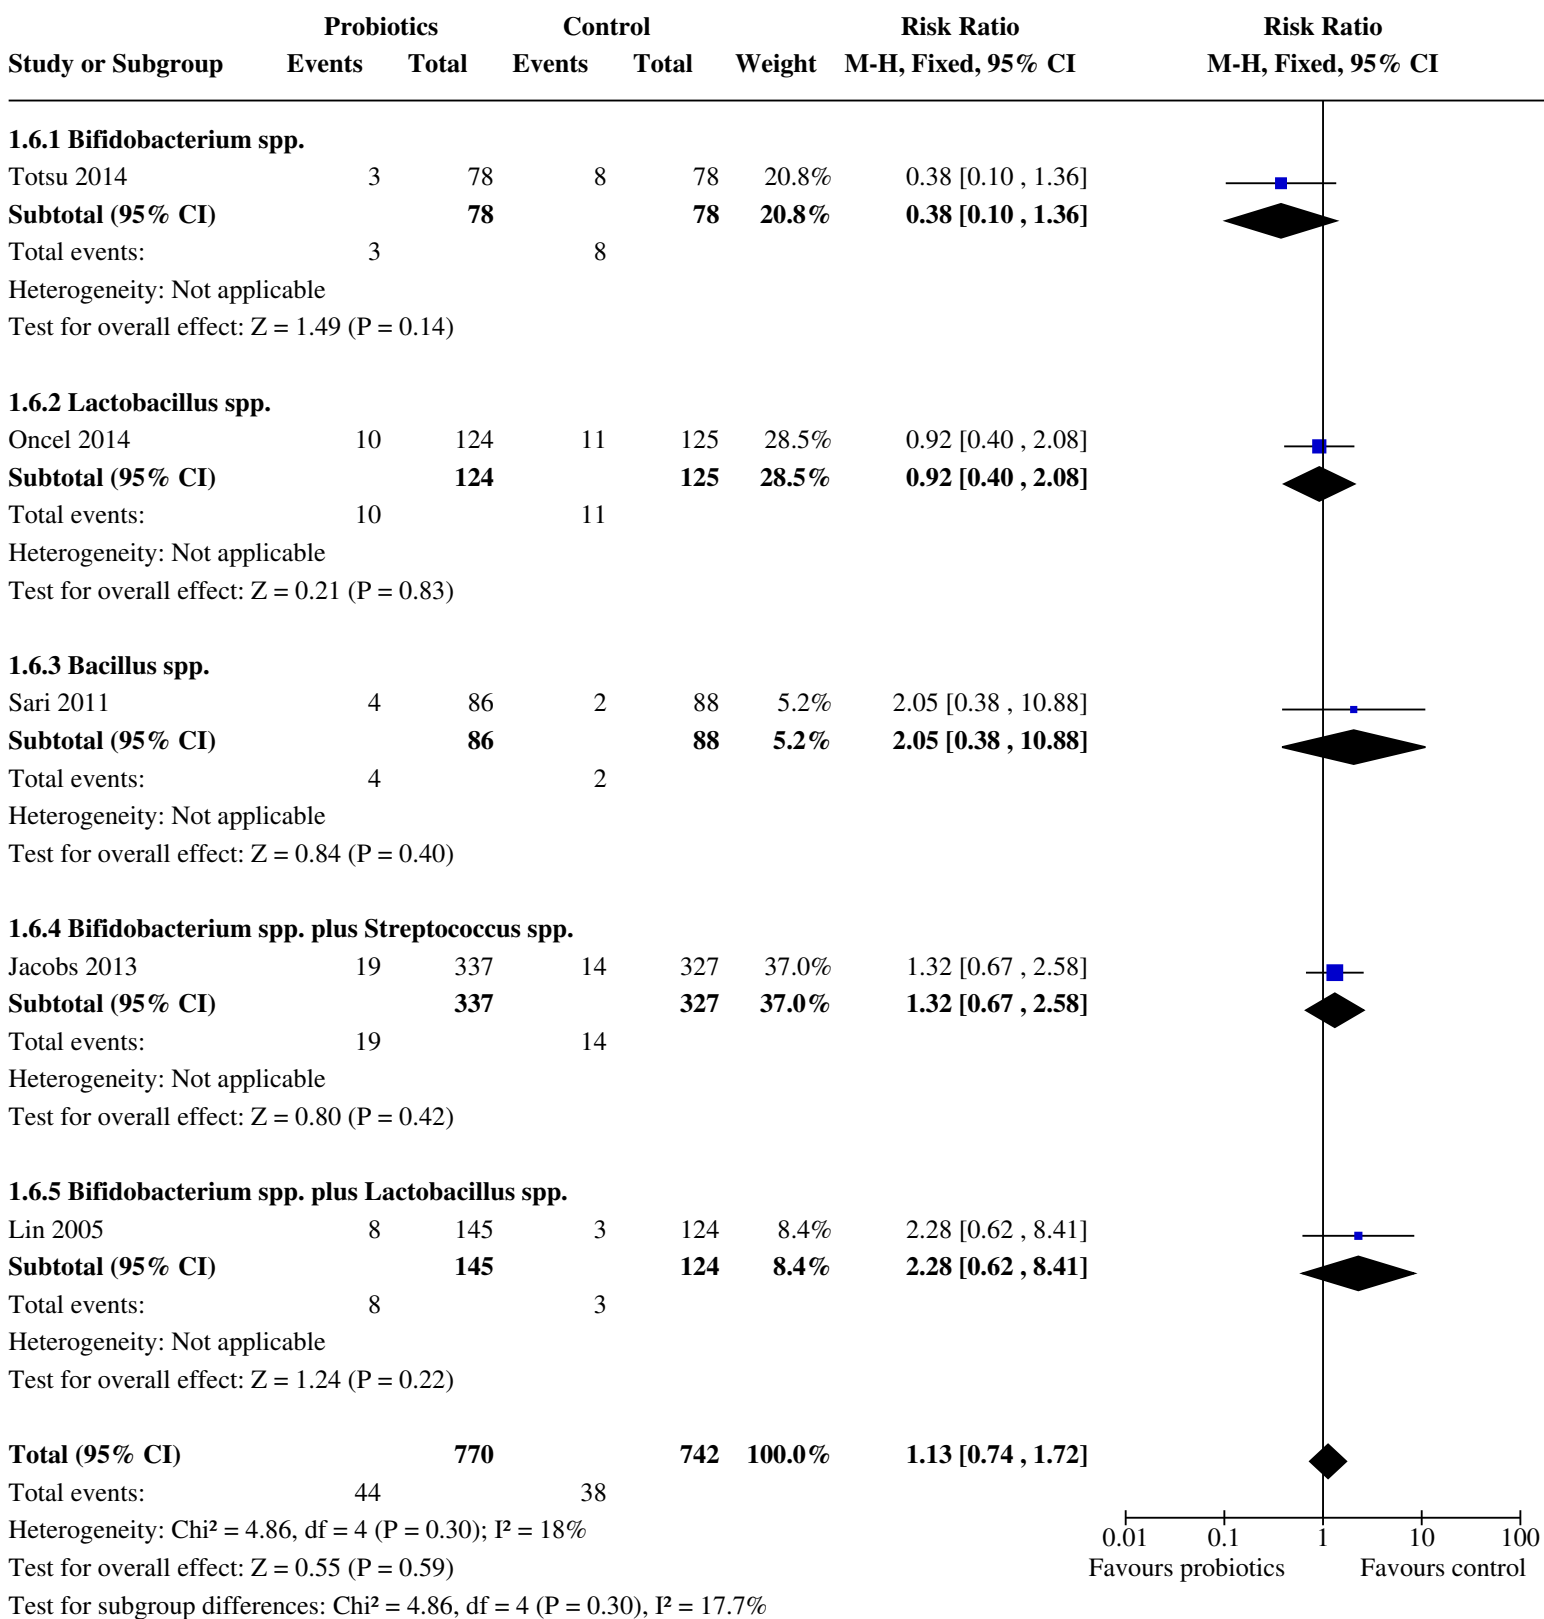 Probiotics Control Risk Ratio Risk Ratio
Study or Subgroup Events Total Events Total Weight M-H, Fixed, 95% CI M-H, Fixed, 95% CI
1.6.1 Bifidobacterium spp.
Totsu 2014 3 78 8 78 20.8% 0.38 [0.10 , 1.36]
Subtotal (95% CI) 78 78 20.8% 0.38 [0.10 , 1.36]
Total events: 3 8
Heterogeneity: Not applicable
Test for overall effect: Z = 1.49 (P = 0.14)
1.6.2 Lactobacillus spp.
Oncel 2014 10 124 11 125 28.5% 0.92 [0.40 , 2.08]
Subtotal (95% CI) 124 125 28.5% 0.92 [0.40 , 2.08]
Total events: 10 11
Heterogeneity: Not applicable
Test for overall effect: Z = 0.21 (P = 0.83)
1.6.3 Bacillus spp.
Sari 2011 4 86 2 88 5.2% 2.05 [0.38 , 10.88]
Subtotal (95% CI) 86 88 5.2% 2.05 [0.38 , 10.88]
Total events: 4 2
Heterogeneity: Not applicable
Test for overall effect: Z = 0.84 (P = 0.40)
1.6.4 Bifidobacterium spp. plus Streptococcus spp.
Jacobs 2013 19 337 14 327 37.0% 1.32 [0.67 , 2.58]
Subtotal (95% CI) 337 327 37.0% 1.32 [0.67 , 2.58]
Total events: 19 14
Heterogeneity: Not applicable
Test for overall effect: Z = 0.80 (P = 0.42)
1.6.5 Bifidobacterium spp. plus Lactobacillus spp.
Lin 2005 8 145 3 124 8.4% 2.28 [0.62 , 8.41]
Subtotal (95% CI) 145 124 8.4% 2.28 [0.62 , 8.41]
Total events: 8 3
Heterogeneity: Not applicable
Test for overall effect: Z = 1.24 (P = 0.22)
Total (95% CI) 770 742 100.0% 1.13 [0.74 , 1.72]
Total events: 44 38
Heterogeneity: Chi² = 4.86, df = 4 (P = 0.30); I² = 18%
0.01 0.1 1 10 100
Test for overall effect: Z = 0.55 (P = 0.59)
Favours probiotics Favours control
Test for subgroup differences: Chi² = 4.86, df = 4 (P = 0.30), I² = 17.7%